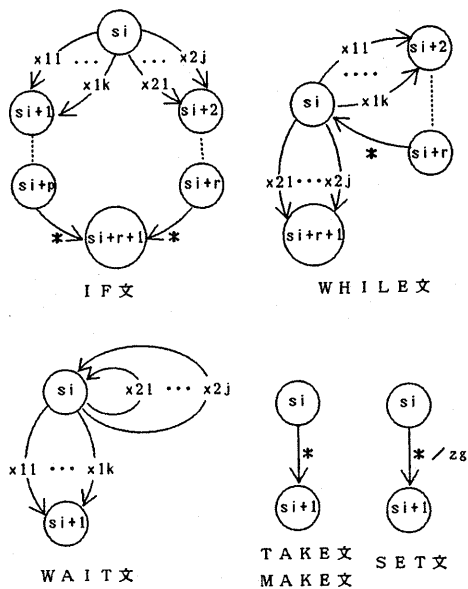 si
x11 ... ... x2j
x1k x21
si+1 si+2
si+p si+r
* si+r+1 *
IF文
x11 si+2
....
si x1k
* si+r
x21...x2j
si+r+1
WHILE文
si x21 ... x2j
x11 ... x1k
si+1
WAIT文
si si
* */zg
si+1 si+1
TAKE文
MAKE文
SET文